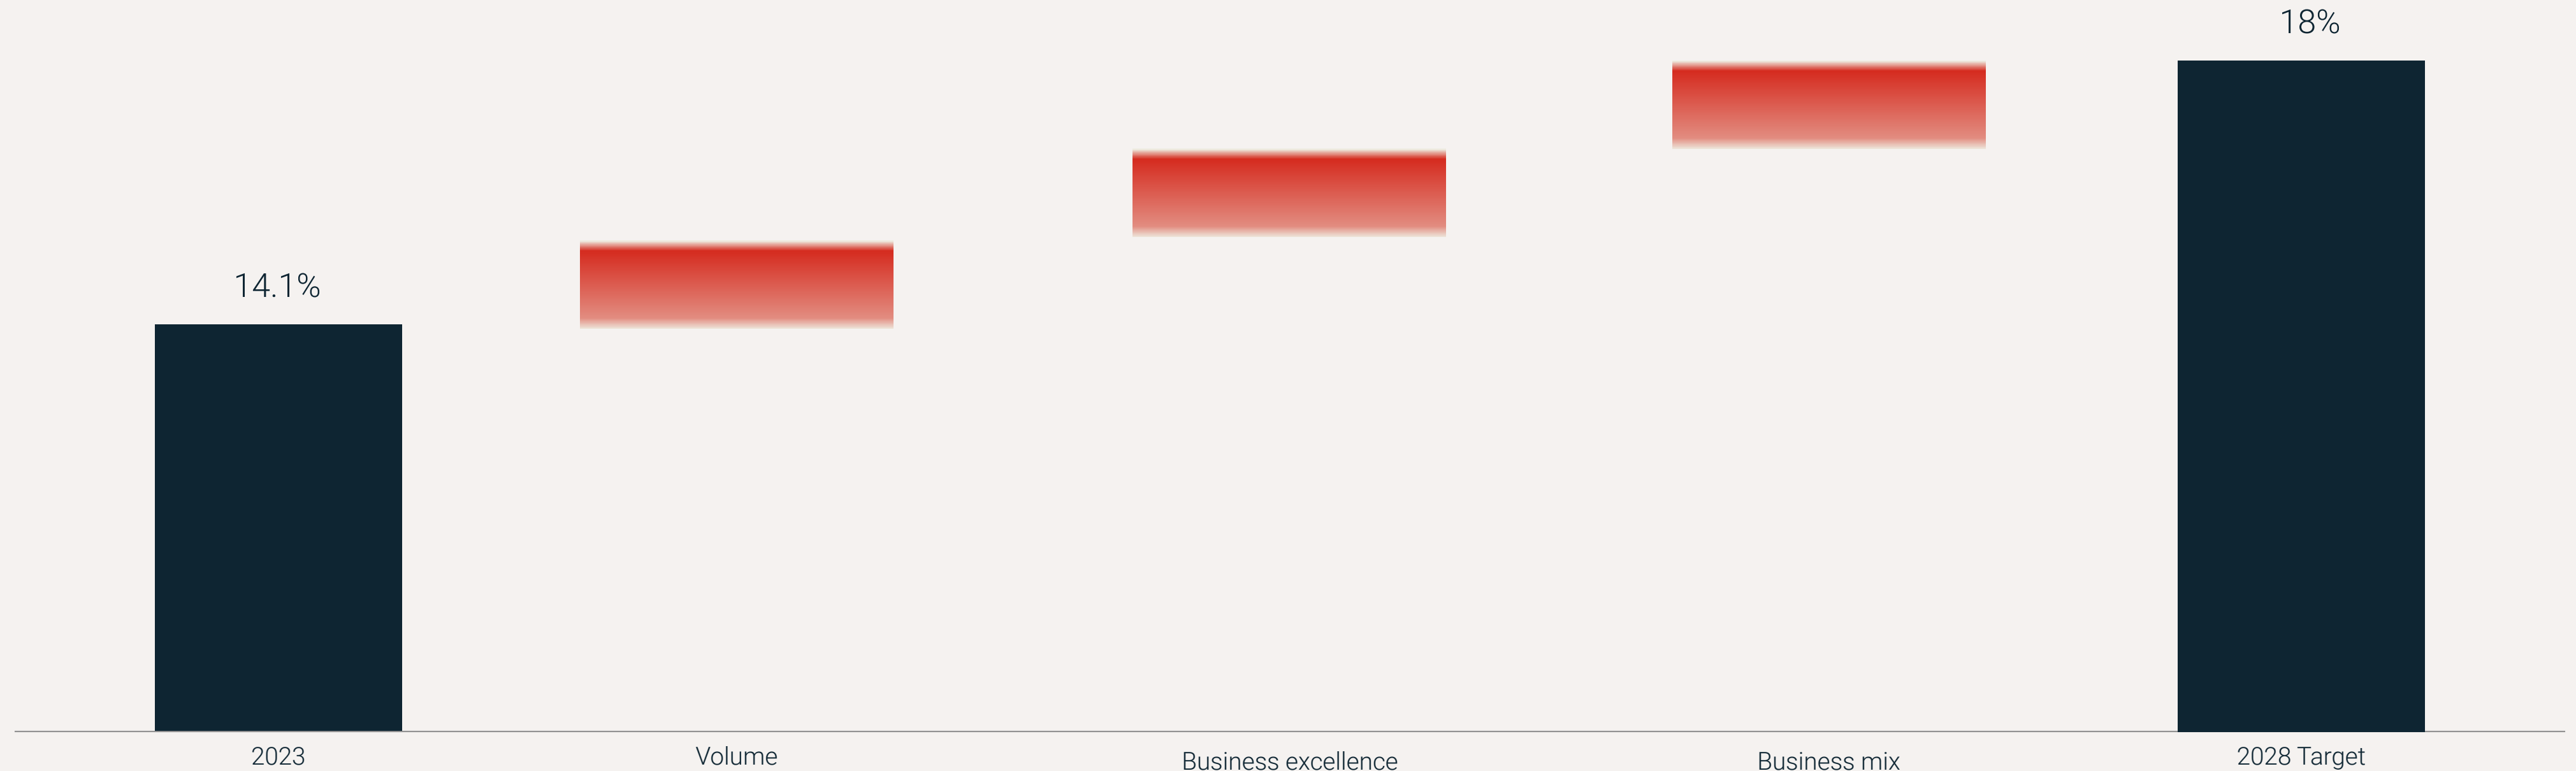 18%
14.1%
2023
Volume
Business excellence
Business mix
2028 Target